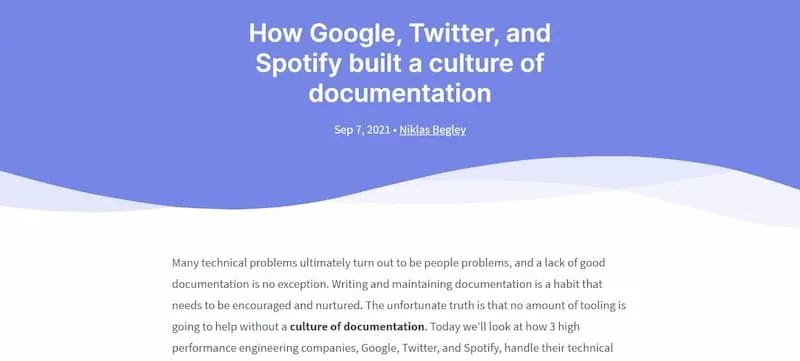 How Google, Twitter, and
Spotify built a culture of
documentation
Sep 7, 2021 • Niklas Begley
Many technical problems ultimately turn out to be people problems, and a lack of good
documentation is no exception. Writing and maintaining documentation is a habit that
needs to be encouraged and nurtured. The unfortunate truth is that no amount of tooling is
going to help without a culture of documentation. Today we'll look at how 3 high
performance engineering companies, Google, Twitter, and Spotify, handle their technical